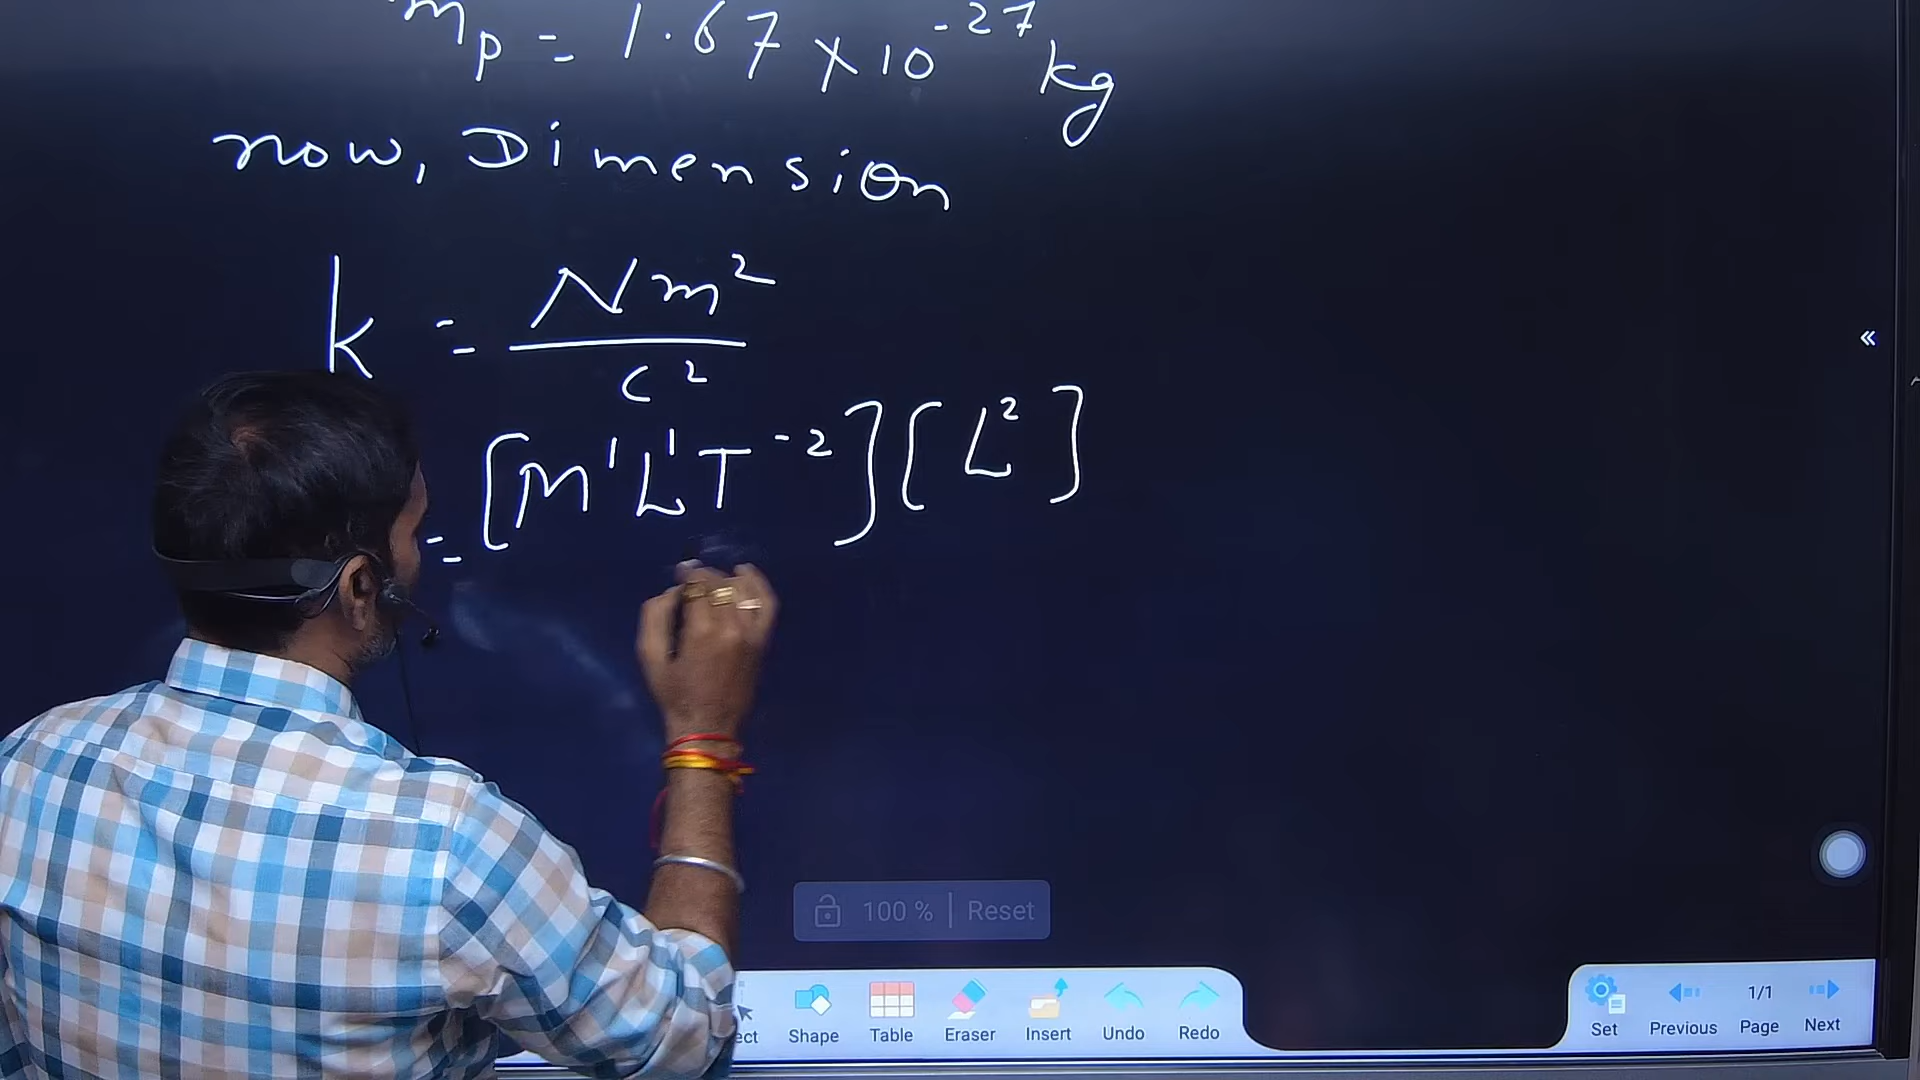 mp = 1.67 × 10⁻²⁷ kg
now, Dimension
k = Nm² / C²
= [M¹L¹T⁻²] [L²]
«
100 % | Reset
ect Shape Table Eraser Insert Undo Redo
Set Previous 1/1 Page Next